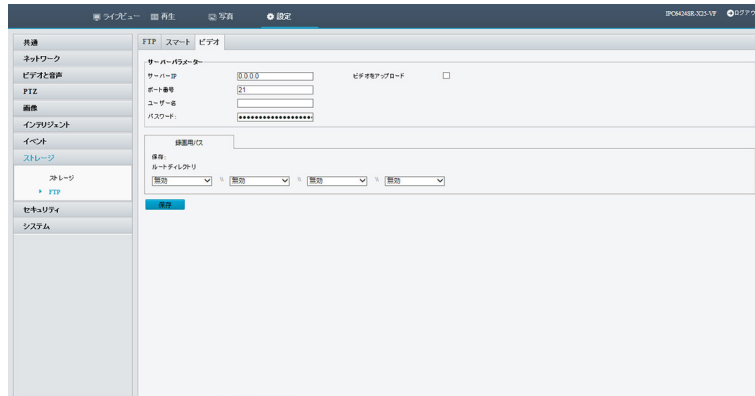 ライブビュー 再生 写真 設定 IPC6424SR-X25-VF ログアウ
共通
ネットワーク
ビデオと音声
PTZ
画像
インテリジェント
イベント
ストレージ
ストレージ
FTP
セキュリティ
システム
FTP スマート ビデオ
サーバーパラメーター
サーバーIP 0.0.0.0 ビデオをアップロード
ポート番号 21
ユーザー名
パスワード:
録画用パス
保存:
ルートディレクトリ
無効 \ 無効 \ 無効 \ 無効
保存